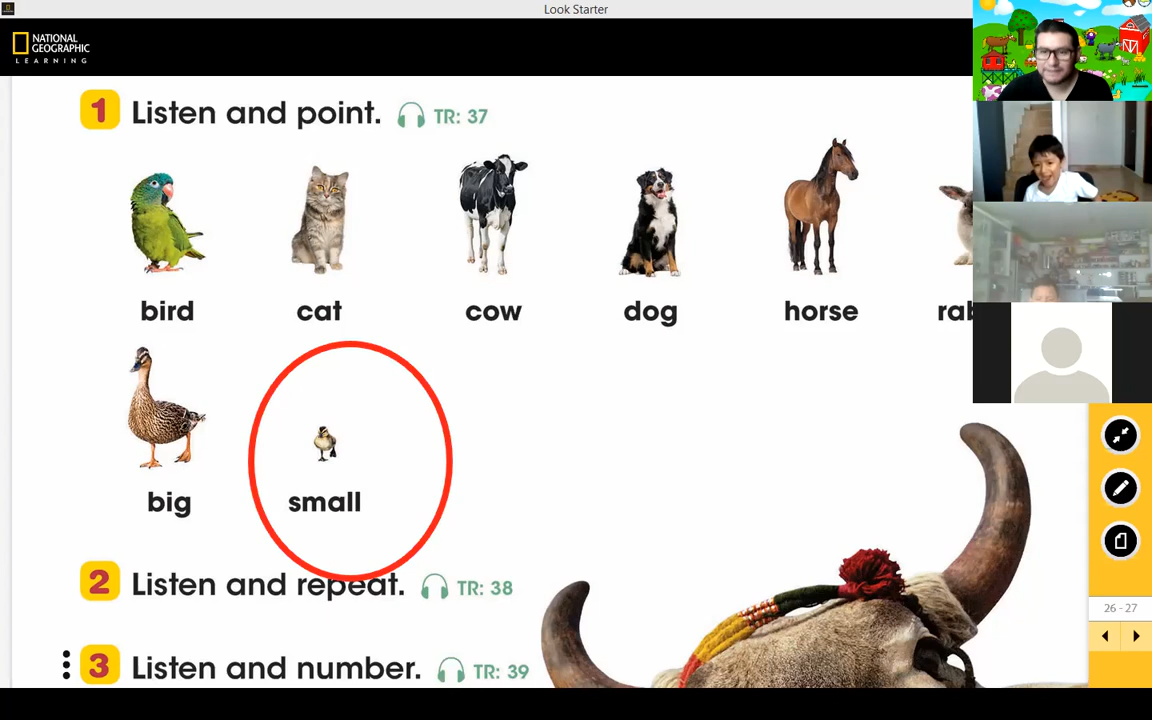 Look Starter
NATIONAL
GEOGRAPHIC
LEARNING
1 Listen and point. TR: 37
bird cat cow dog horse
big small
2 Listen and repeat. TR: 38
3 Listen and number. TR: 39
26 - 27